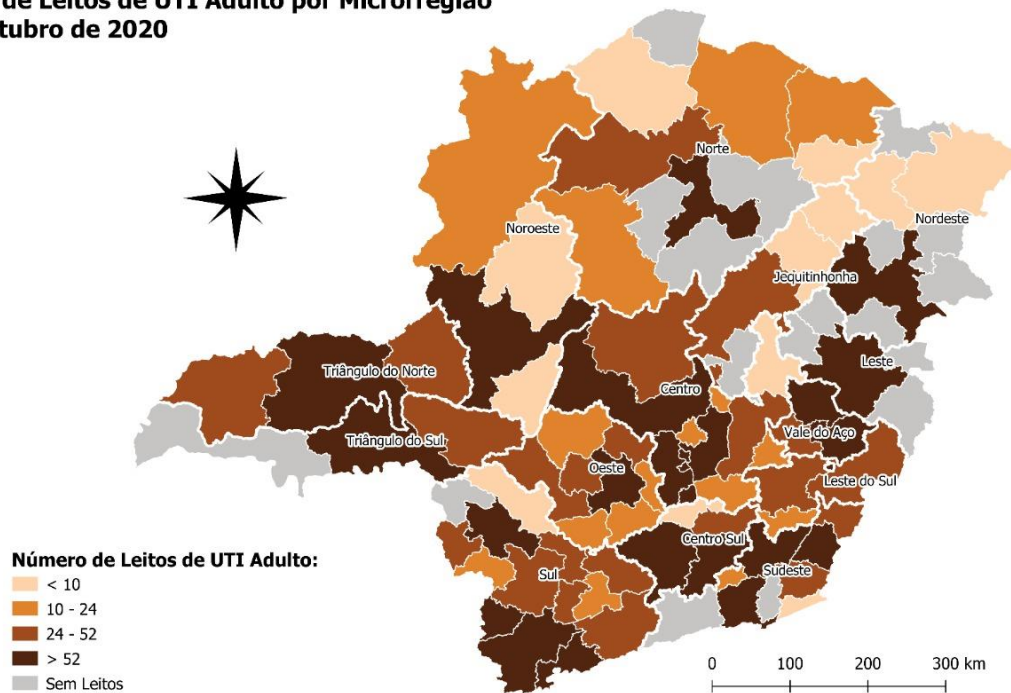 de Leitos de UTI Adulto por Microrregião
tubro de 2020
Norte
Noroeste
Nordeste
Jequitinhonha
Triângulo do Norte
Leste
Centro
Triângulo do Sul
Vale do Aço
Oeste
Leste do Sul
Centro Sul
Sul
Sudeste
Número de Leitos de UTI Adulto:
< 10
10 - 24
24 - 52
> 52
Sem Leitos
0 100 200 300 km